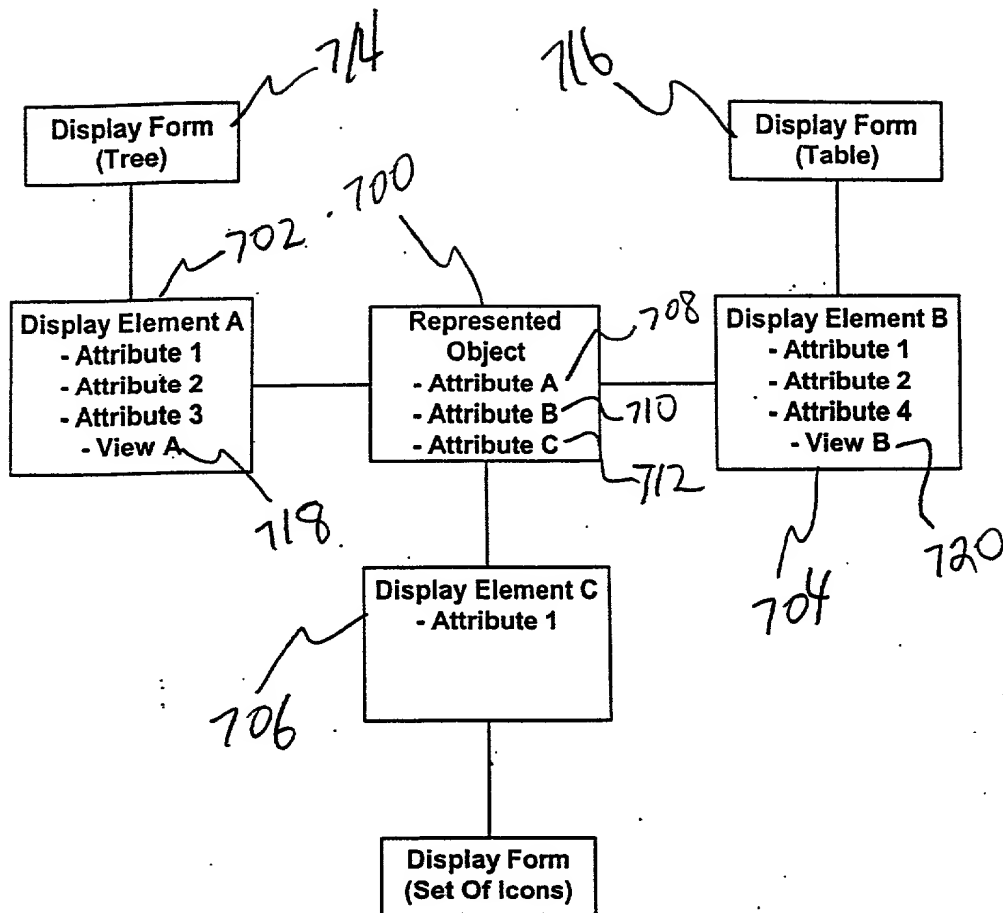 714
716
Display Form
(Tree)
Display Form
(Table)
702
700
Display Element A
- Attribute 1
- Attribute 2
- Attribute 3
- View A
718
Represented
Object
- Attribute A
- Attribute B
- Attribute C
708
710
712
Display Element B
- Attribute 1
- Attribute 2
- Attribute 4
- View B
720
704
Display Element C
- Attribute 1
706
Display Form
(Set Of Icons)